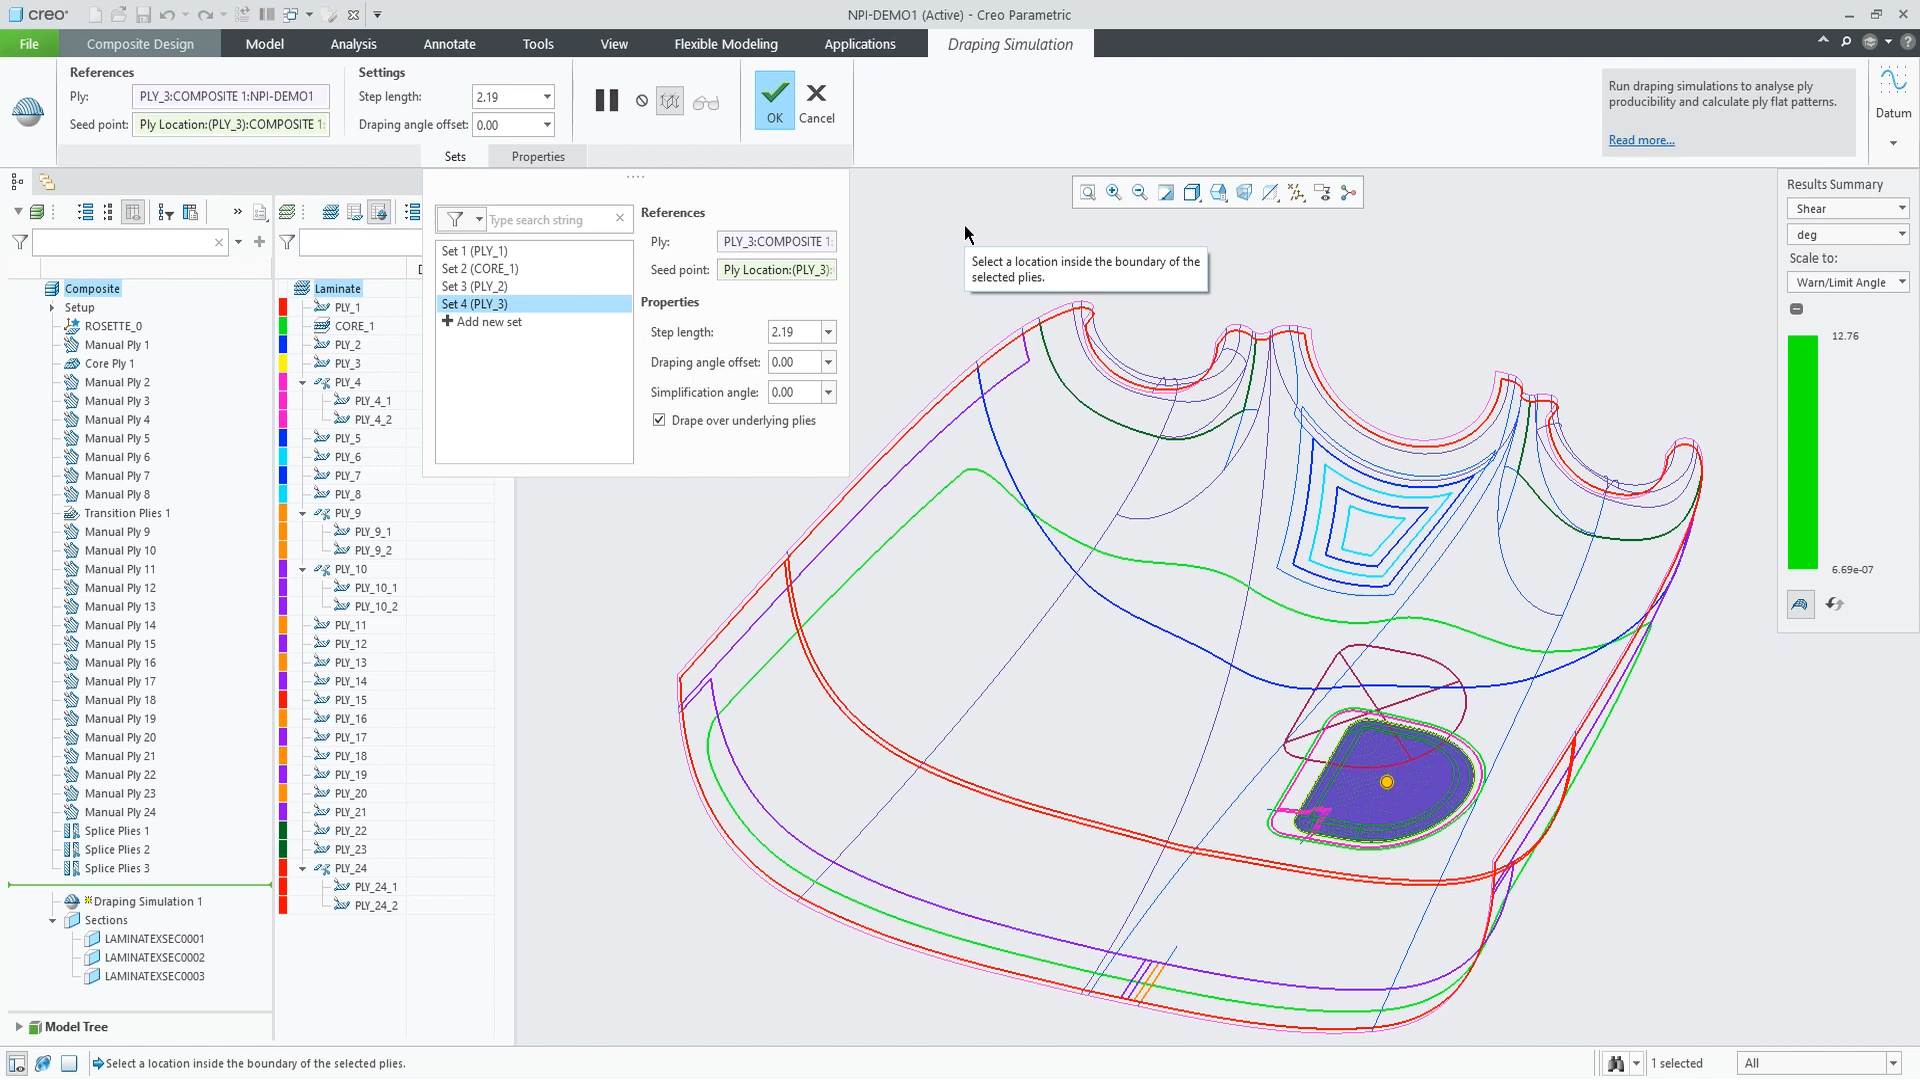 creo
NPI-DEMO1 (Active) - Creo Parametric
File
Composite Design
Model
Analysis
Annotate
Tools
View
Flexible Modeling
Applications
Draping Simulation
References
Ply:
PLY_3:COMPOSITE 1:NPI-DEMO1
Seed point:
Ply Location:(PLY_3):COMPOSITE 1:
Settings
Step length:
2.19
Draping angle offset:
0.00
OK
Cancel
Run draping simulations to analyse ply
producibility and calculate ply flat patterns.
Read more...
Datum
Sets
Properties
Type search string
Set 1 (PLY_1)
Set 2 (CORE_1)
Set 3 (PLY_2)
Set 4 (PLY_3)
Add new set
References
Ply:
PLY_3:COMPOSITE 1:
Seed point:
Ply Location:(PLY_3):
Properties
Step length:
2.19
Draping angle offset:
0.00
Simplification angle:
0.00
Drape over underlying plies
Select a location inside the boundary of the
selected plies.
Results Summary
Shear
deg
Scale to:
Warn/Limit Angle
12.76
6.69e-07
Composite
Setup
ROSETTE_0
Manual Ply 1
Core Ply 1
Manual Ply 2
Manual Ply 3
Manual Ply 4
Manual Ply 5
Manual Ply 6
Manual Ply 7
Manual Ply 8
Transition Plies 1
Manual Ply 9
Manual Ply 10
Manual Ply 11
Manual Ply 12
Manual Ply 13
Manual Ply 14
Manual Ply 15
Manual Ply 16
Manual Ply 17
Manual Ply 18
Manual Ply 19
Manual Ply 20
Manual Ply 21
Manual Ply 22
Manual Ply 23
Manual Ply 24
Splice Plies 1
Splice Plies 2
Splice Plies 3
Draping Simulation 1
Sections
LAMINATEXSEC0001
LAMINATEXSEC0002
LAMINATEXSEC0003
Model Tree
Laminate
PLY_1
CORE_1
PLY_2
PLY_3
PLY_4
PLY_4_1
PLY_4_2
PLY_5
PLY_6
PLY_7
PLY_8
PLY_9
PLY_9_1
PLY_9_2
PLY_10
PLY_10_1
PLY_10_2
PLY_11
PLY_12
PLY_13
PLY_14
PLY_15
PLY_16
PLY_17
PLY_18
PLY_19
PLY_20
PLY_21
PLY_22
PLY_23
PLY_24
PLY_24_1
PLY_24_2
Select a location inside the boundary of the selected plies.
1 selected
All